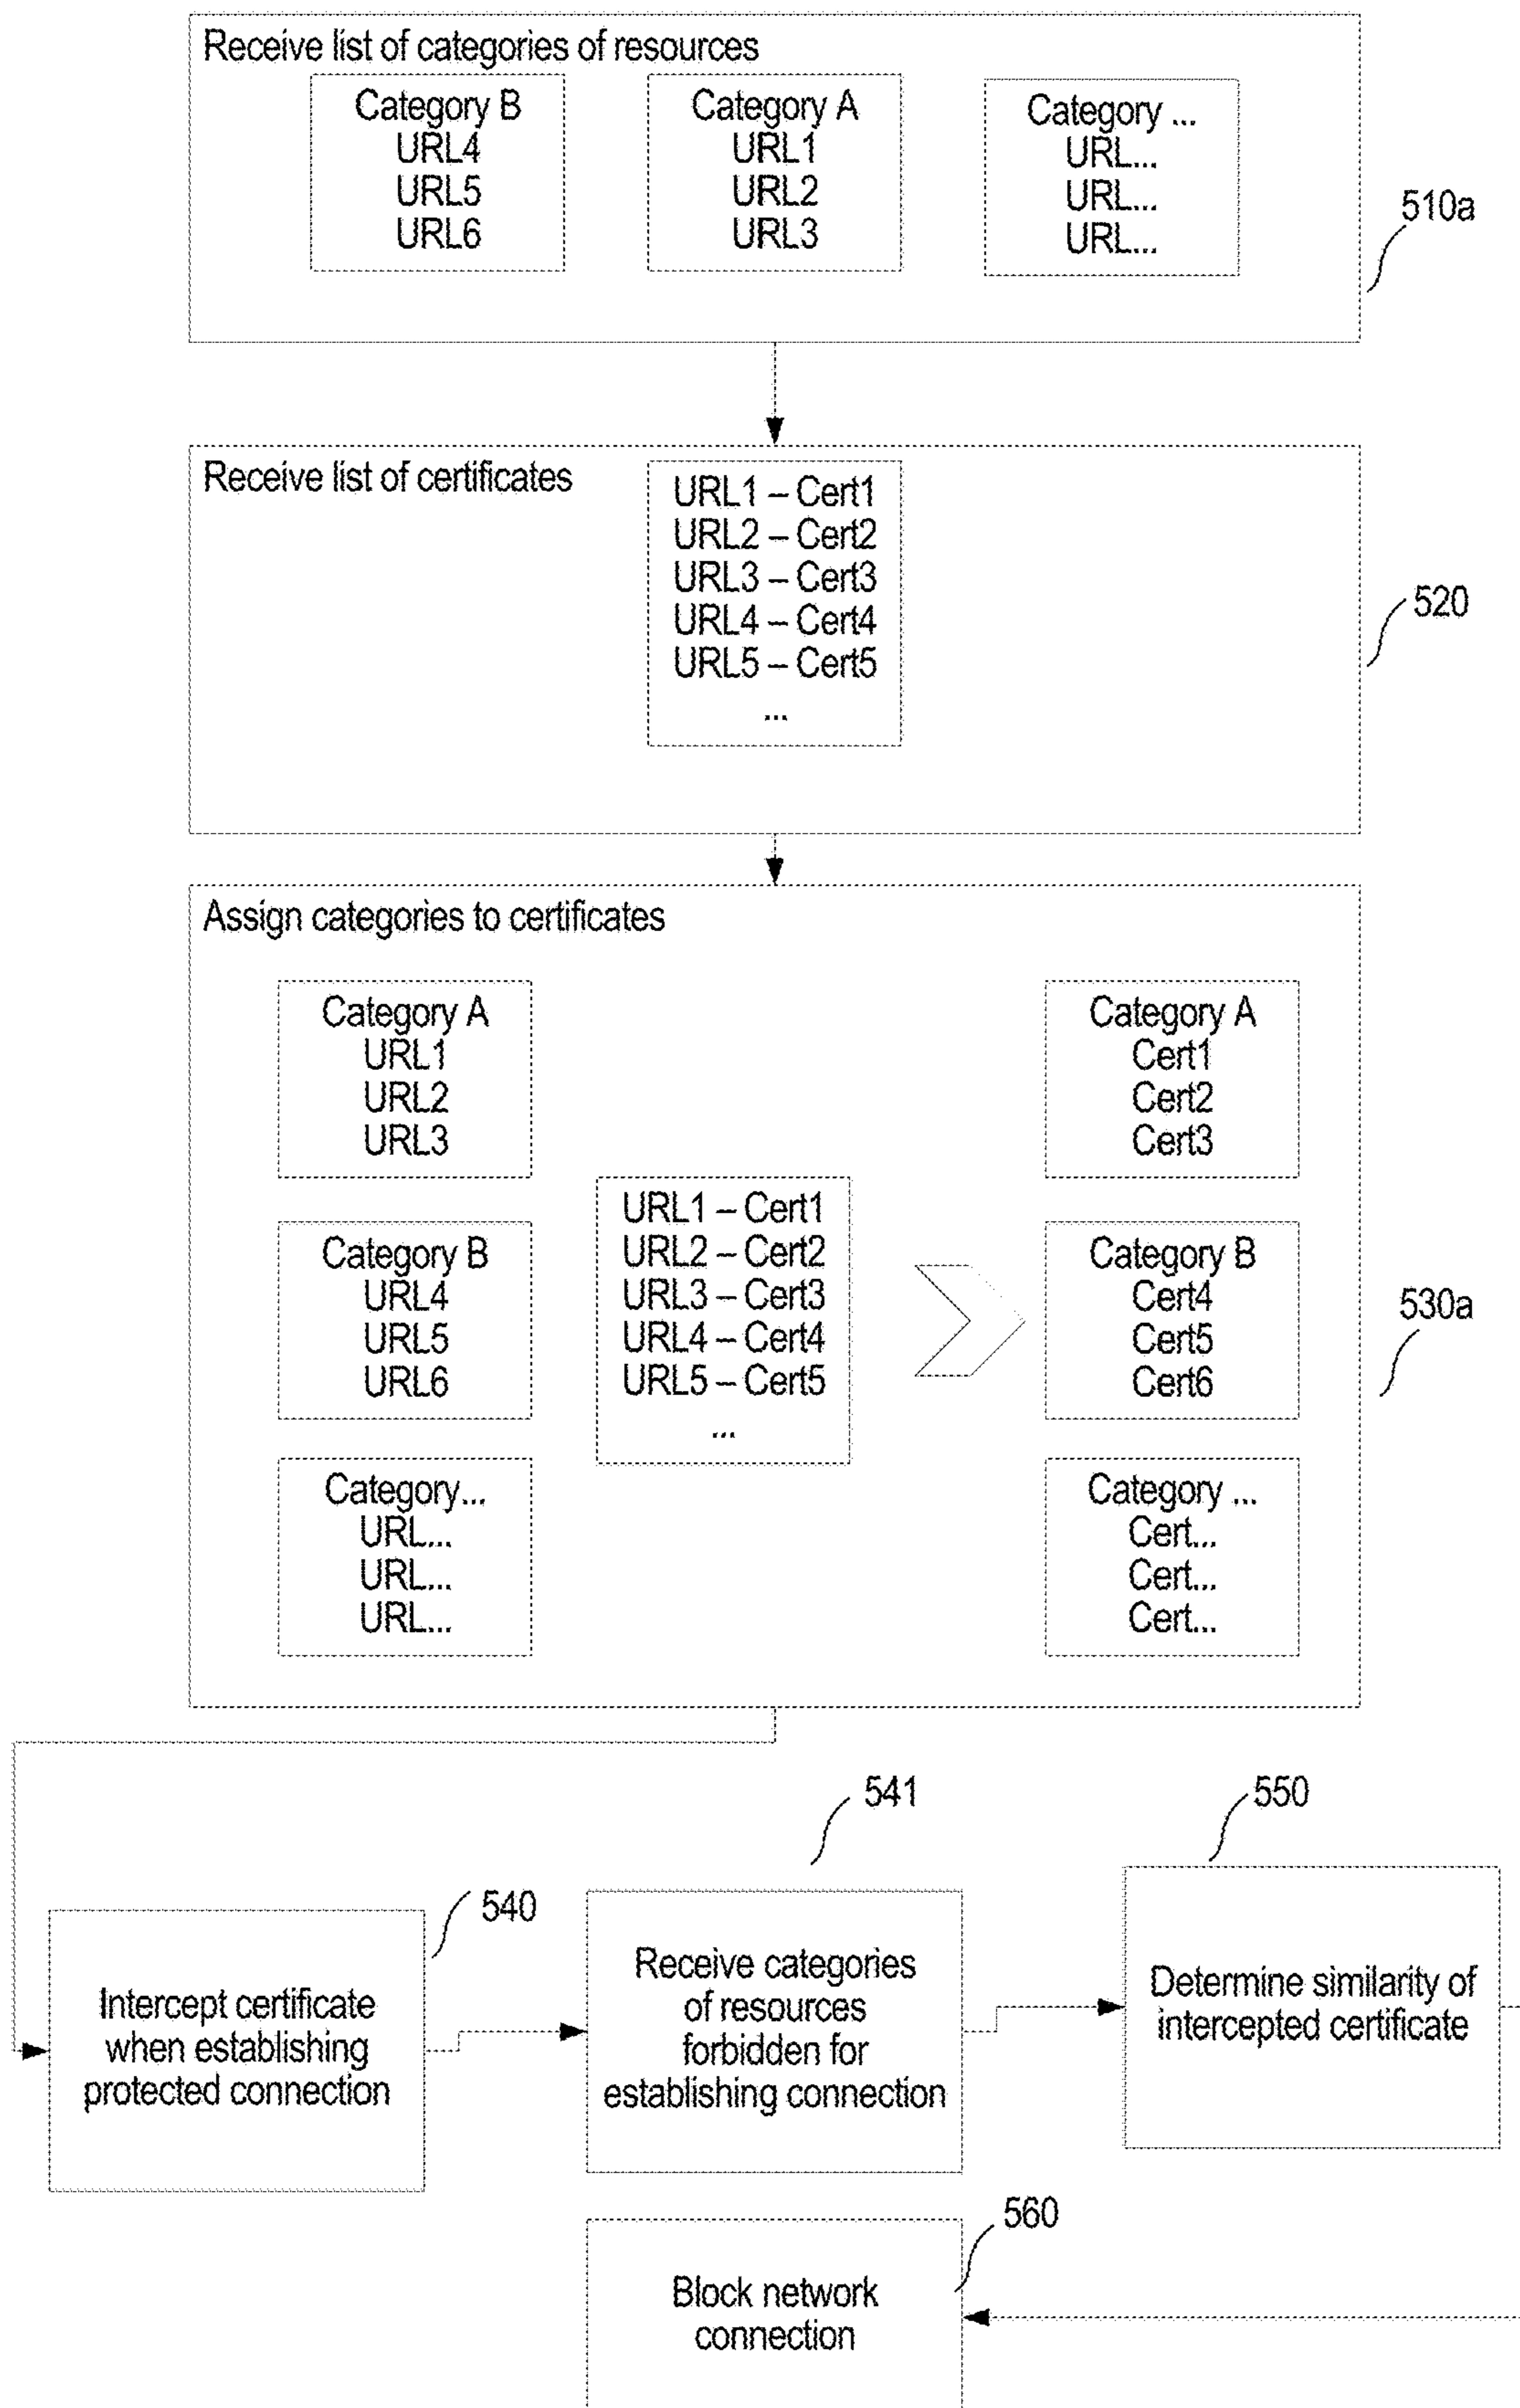 Receive list of categories of resources
Category B
URL4
URL5
URL6
Category A
URL1
URL2
URL3
Category ...
URL...
URL...
URL...
510a
Receive list of certificates
URL1 – Cert1
URL2 – Cert2
URL3 – Cert3
URL4 – Cert4
URL5 – Cert5
...
520
Assign categories to certificates
Category A
URL1
URL2
URL3
Category B
URL4
URL5
URL6
Category...
URL...
URL...
URL...
URL1 – Cert1
URL2 – Cert2
URL3 – Cert3
URL4 – Cert4
URL5 – Cert5
...
Category A
Cert1
Cert2
Cert3
Category B
Cert4
Cert5
Cert6
Category ...
Cert...
Cert...
Cert...
530a
540
Intercept certificate
when establishing
protected connection
541
Receive categories
of resources
forbidden for
establishing connection
550
Determine similarity of
intercepted certificate
560
Block network
connection